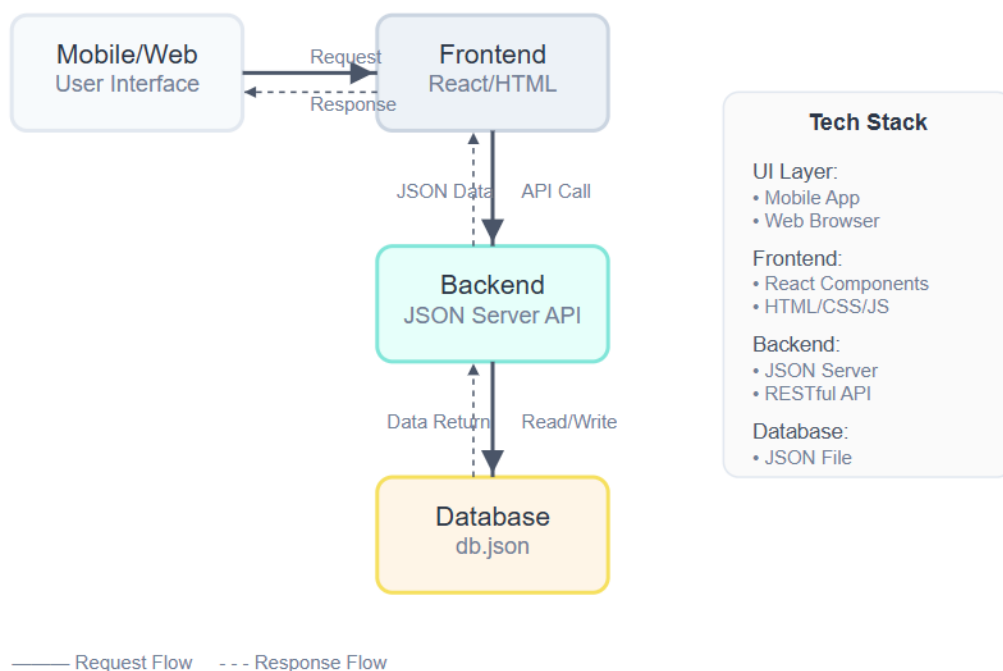 Mobile/Web
User Interface
Request
Response
Frontend
React/HTML
JSON Data
API Call
Backend
JSON Server API
Data Return
Read/Write
Database
db.json
Tech Stack
UI Layer:
• Mobile App
• Web Browser
Frontend:
• React Components
• HTML/CSS/JS
Backend:
• JSON Server
• RESTful API
Database:
• JSON File
——— Request Flow
- - - Response Flow